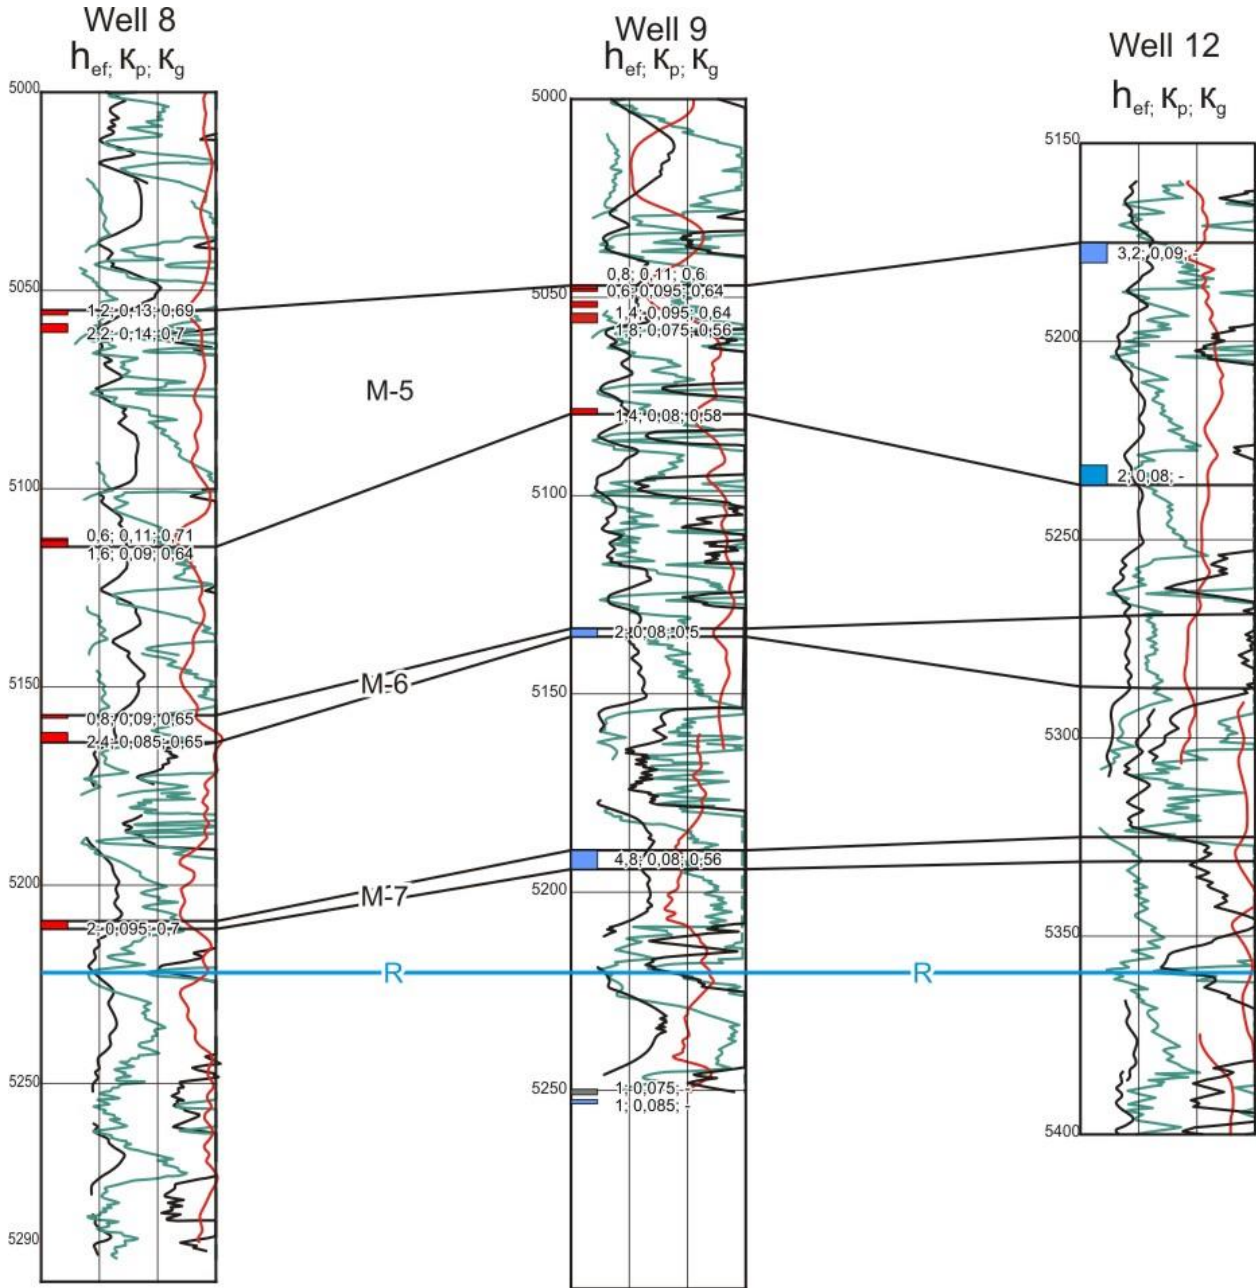 Well 8
h_ef; K_p; K_g
5000
5050
1,2; 0,13; 0,69
2,2; 0,14; 0,7
5100
0,6; 0,11; 0,71
1,6; 0,09; 0,64
5150
0,8; 0,09; 0,65
2,4; 0,085; 0,65
5200
2; 0,095; 0,7
5250
5290
M-5
M-6
M-7
R
Well 9
h_ef; K_p; K_g
5000
0,8; 0,11; 0,6
5050
0,6; 0,095; 0,64
1,4; 0,095; 0,64
1,8; 0,075; 0,56
1,4; 0,08; 0,58
5100
2; 0,08; 0,5
5150
4,8; 0,08; 0,56
5200
5250
1; 0,075; -
1; 0,085; -
R
Well 12
h_ef; K_p; K_g
5150
3,2; 0,09; -
5200
2; 0,08; -
5250
5300
5350
5400